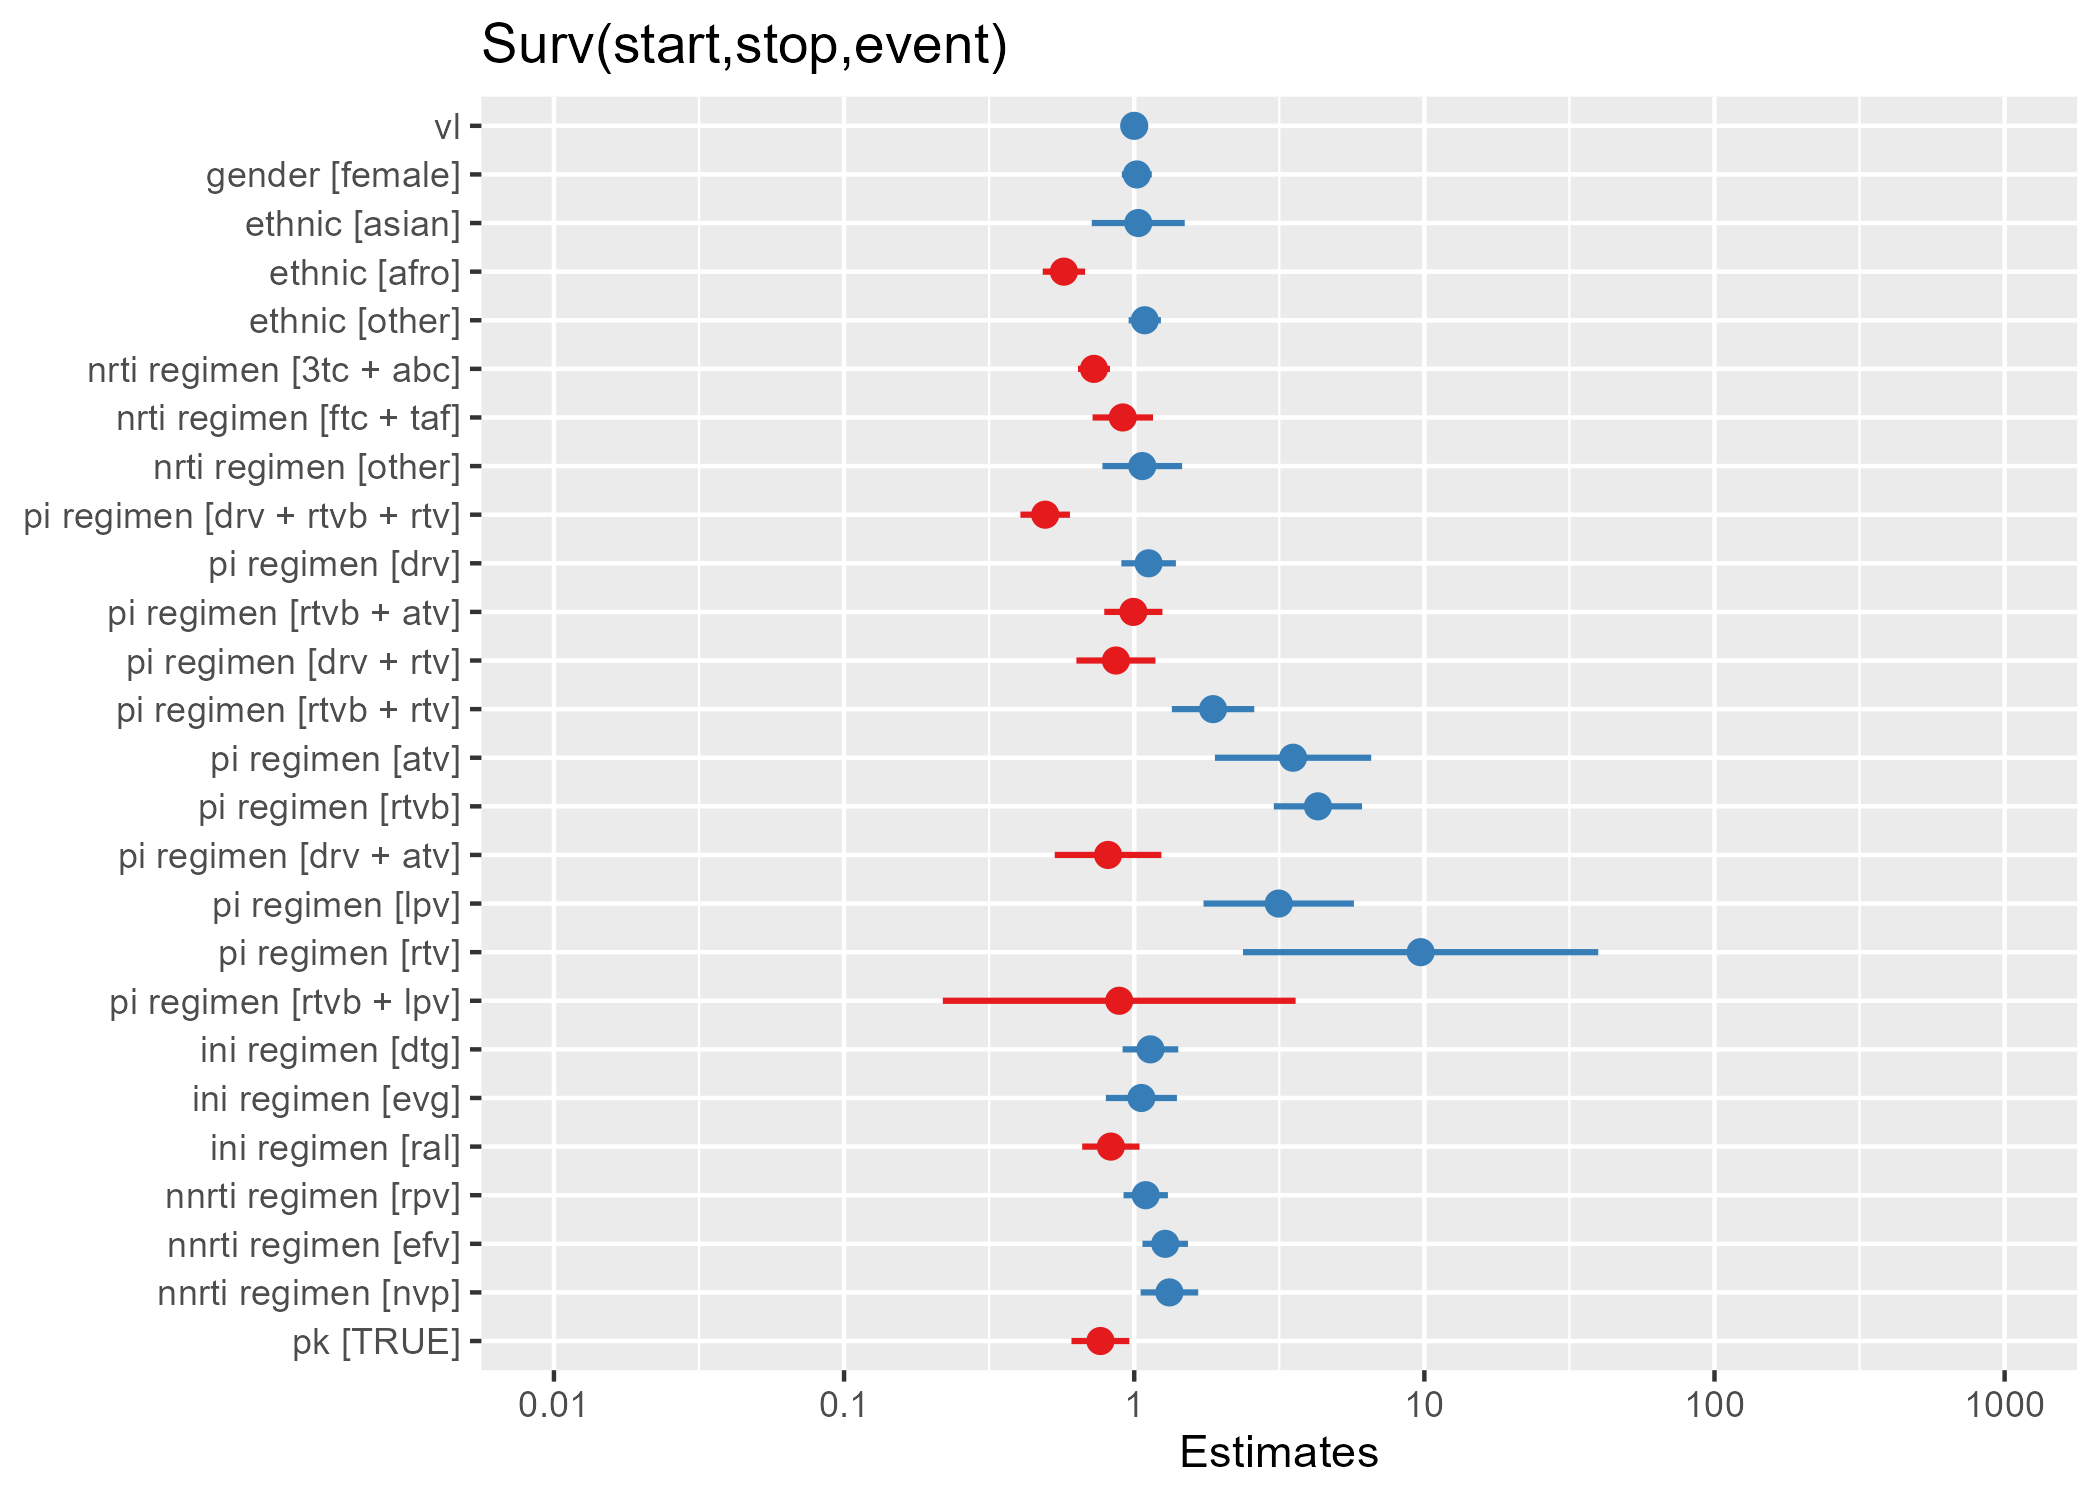 Surv(start,stop,event)
vl
gender [female]
ethnic [asian]
ethnic [afro]
ethnic [other]
nrti regimen [3tc + abc]
nrti regimen [ftc + taf]
nrti regimen [other]
pi regimen [drv + rtvb + rtv]
pi regimen [drv]
pi regimen [rtvb + atv]
pi regimen [drv + rtv]
pi regimen [rtvb + rtv]
pi regimen [atv]
pi regimen [rtvb]
pi regimen [drv + atv]
pi regimen [lpv]
pi regimen [rtv]
pi regimen [rtvb + lpv]
ini regimen [dtg]
ini regimen [evg]
ini regimen [ral]
nnrti regimen [rpv]
nnrti regimen [efv]
nnrti regimen [nvp]
pk [TRUE]
0.01 0.1 1 10 100 1000
Estimates